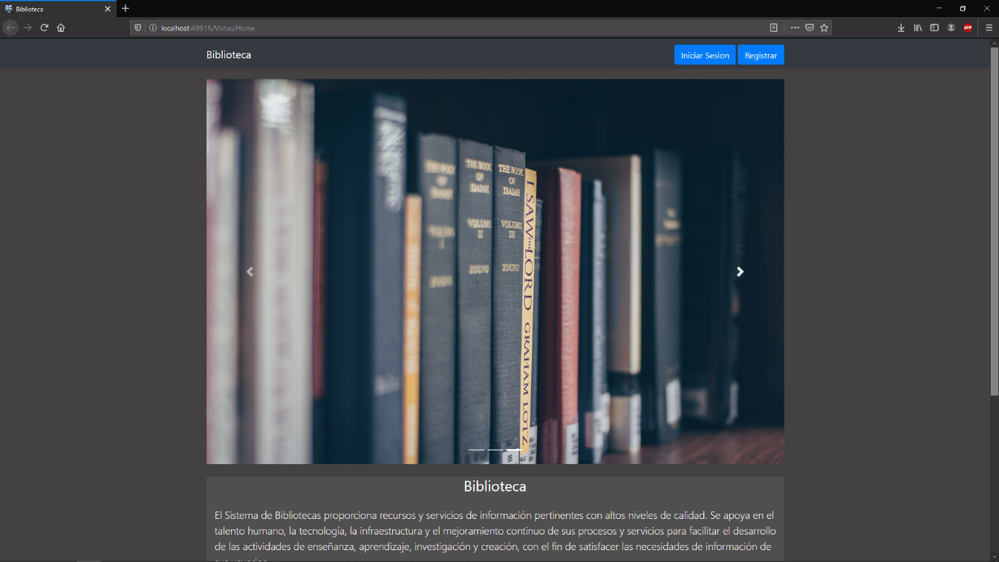 Biblioteca
localhost:49915/Vistas/Home
ABP
Biblioteca
Iniciar Sesion
Registrar
THE BOOK
OF
ISAIAH
VOLUME
I
YOUNG
THE BOOK
OF
ISAIAH
VOLUME
II
YOUNG
THE BOOK
OF
ISAIAH
VOLUME
III
YOUNG
I SAW THE LORD GRAHAM LOTZ
BS
Biblioteca
El Sistema de Bibliotecas proporciona recursos y servicios de información pertinentes con altos niveles de calidad. Se apoya en el
talento humano, la tecnología, la infraestructura y el mejoramiento continuo de sus procesos y servicios para facilitar el desarrollo
de las actividades de enseñanza, aprendizaje, investigación y creación, con el fin de satisfacer las necesidades de información de
sus usuarios